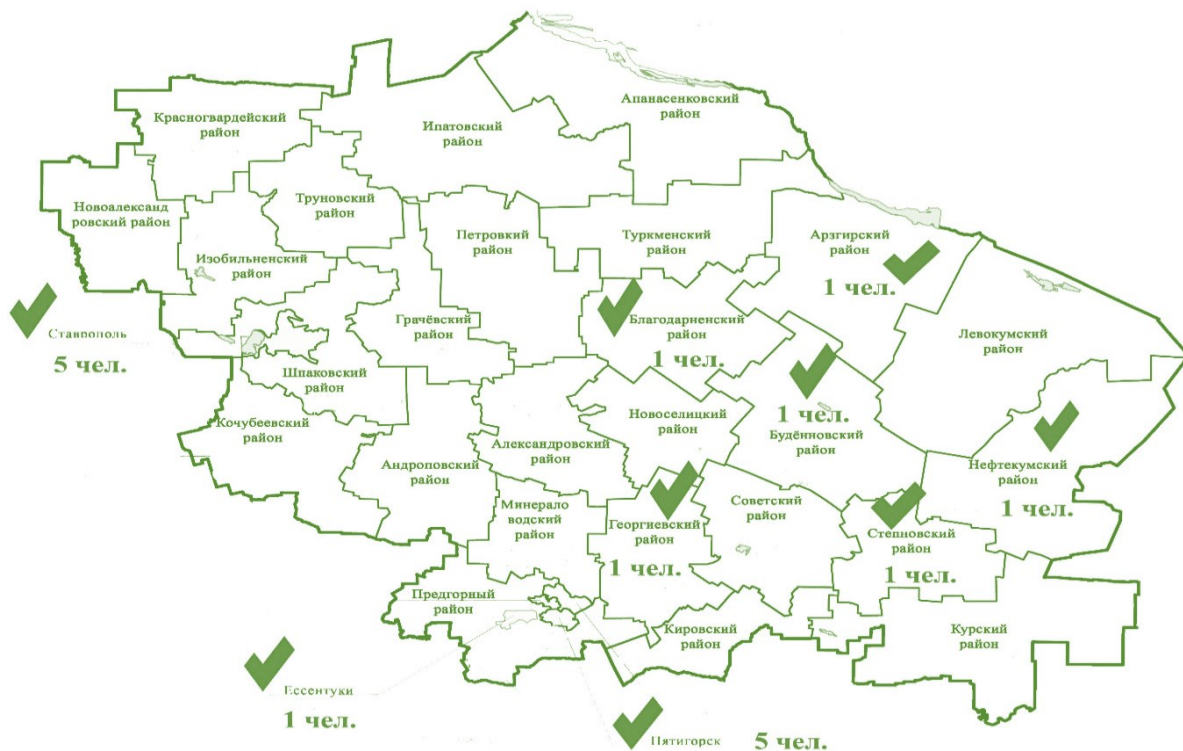 Красногвардейский
район
Ипатовский
район
Апанасенковский
район
Новоалександ
ровский район
Труновский
район
Петровкий
район
Туркменский
район
Арзгирский
район
1 чел.
Изобильненский
район
Ставрополь
5 чел.
Грачёвский
район
Благодарненский
район
1 чел.
Левокумский
район
Шпаковский
район
Кочубеевский
район
Александровский
район
Новоселицкий
район
1 чел.
Будённовский
район
Андроповский
район
Нефтекумский
район
1 чел.
Минерало
водский
район
Георгиевский
район
1 чел.
Советский
район
Степновский
район
1 чел.
Предгорный
район
Кировский
район
Курский
район
Ессентуки
1 чел.
Пятигорск 5 чел.